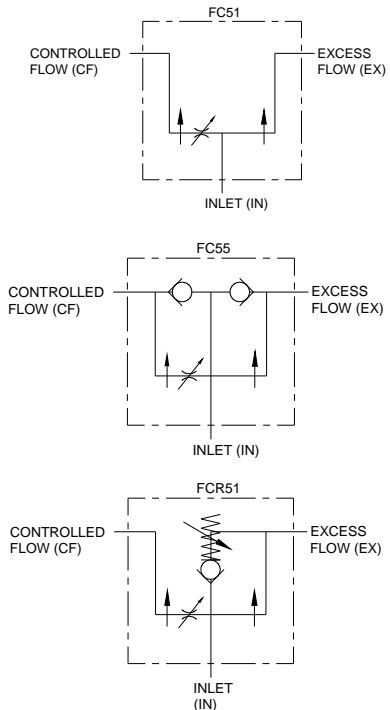 FC51
CONTROLLED
FLOW (CF)
EXCESS
FLOW (EX)
INLET (IN)
FC55
CONTROLLED
FLOW (CF)
EXCESS
FLOW (EX)
INLET (IN)
FCR51
CONTROLLED
FLOW (CF)
EXCESS
FLOW (EX)
INLET
(IN)